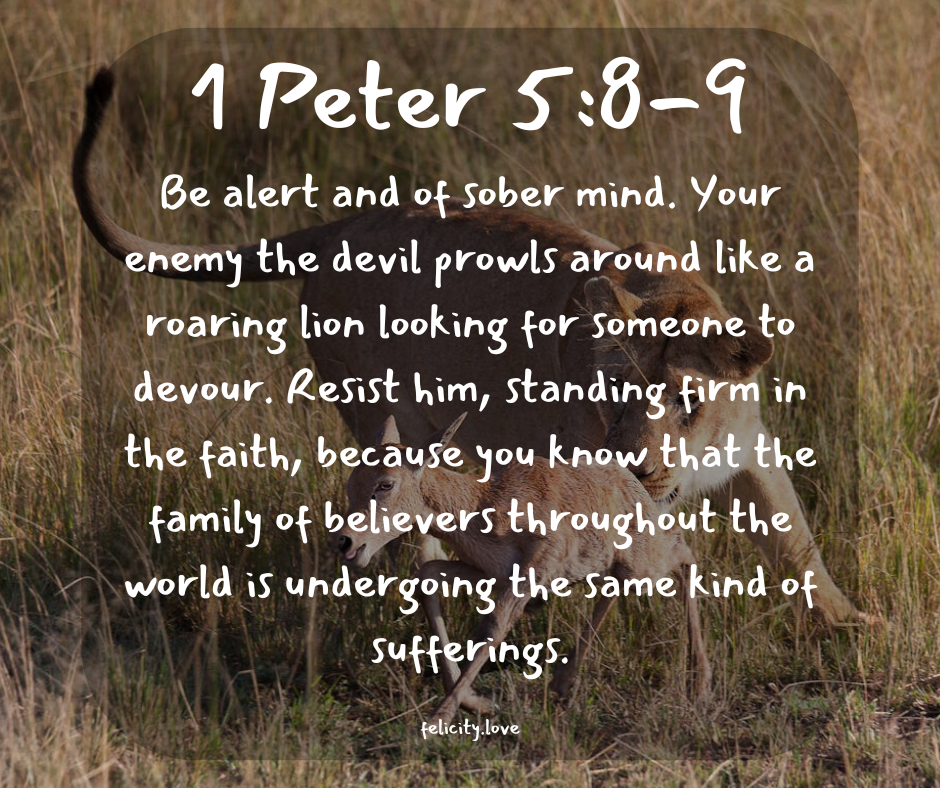 1 Peter 5:8-9
Be alert and of sober mind. Your
enemy the devil prowls around like a
roaring lion looking for someone to
devour. Resist him, standing firm in
the faith, because you know that the
family of believers throughout the
world is undergoing the same kind of
sufferings.
felicity.love